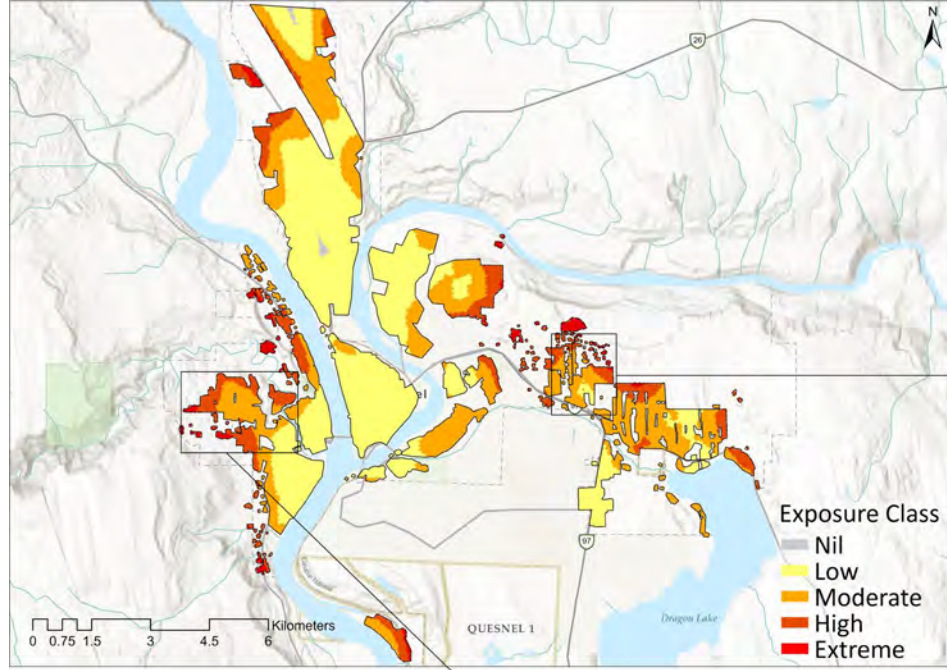 N
26
el
Exposure Class
Nil
Low
Moderate
High
Extreme
97
Kilometers
0 0.75 1.5 3 4.5 6
QUESNEL 1
Dragon Lake